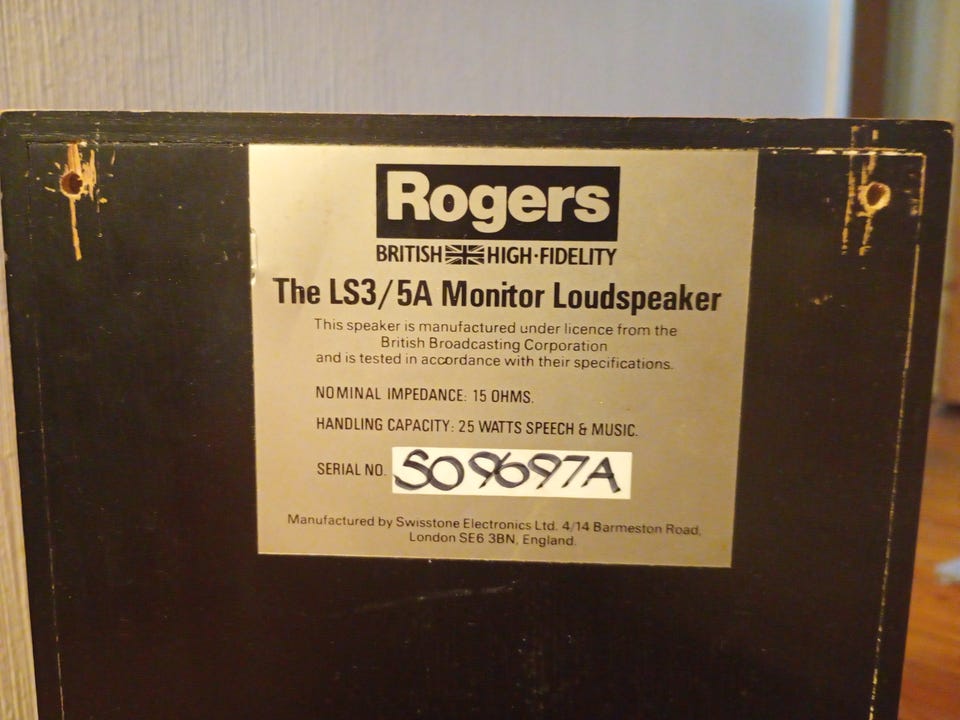 Rogers
BRITISH HIGH·FIDELITY
The LS3/5A Monitor Loudspeaker
This speaker is manufactured under licence from the
British Broadcasting Corporation
and is tested in accordance with their specifications.
NOMINAL IMPEDANCE: 15 OHMS.
HANDLING CAPACITY: 25 WATTS SPEECH & MUSIC.
SERIAL NO. SO9697A
Manufactured by Swisstone Electronics Ltd. 4/14 Barmeston Road,
London SE6 3BN, England.